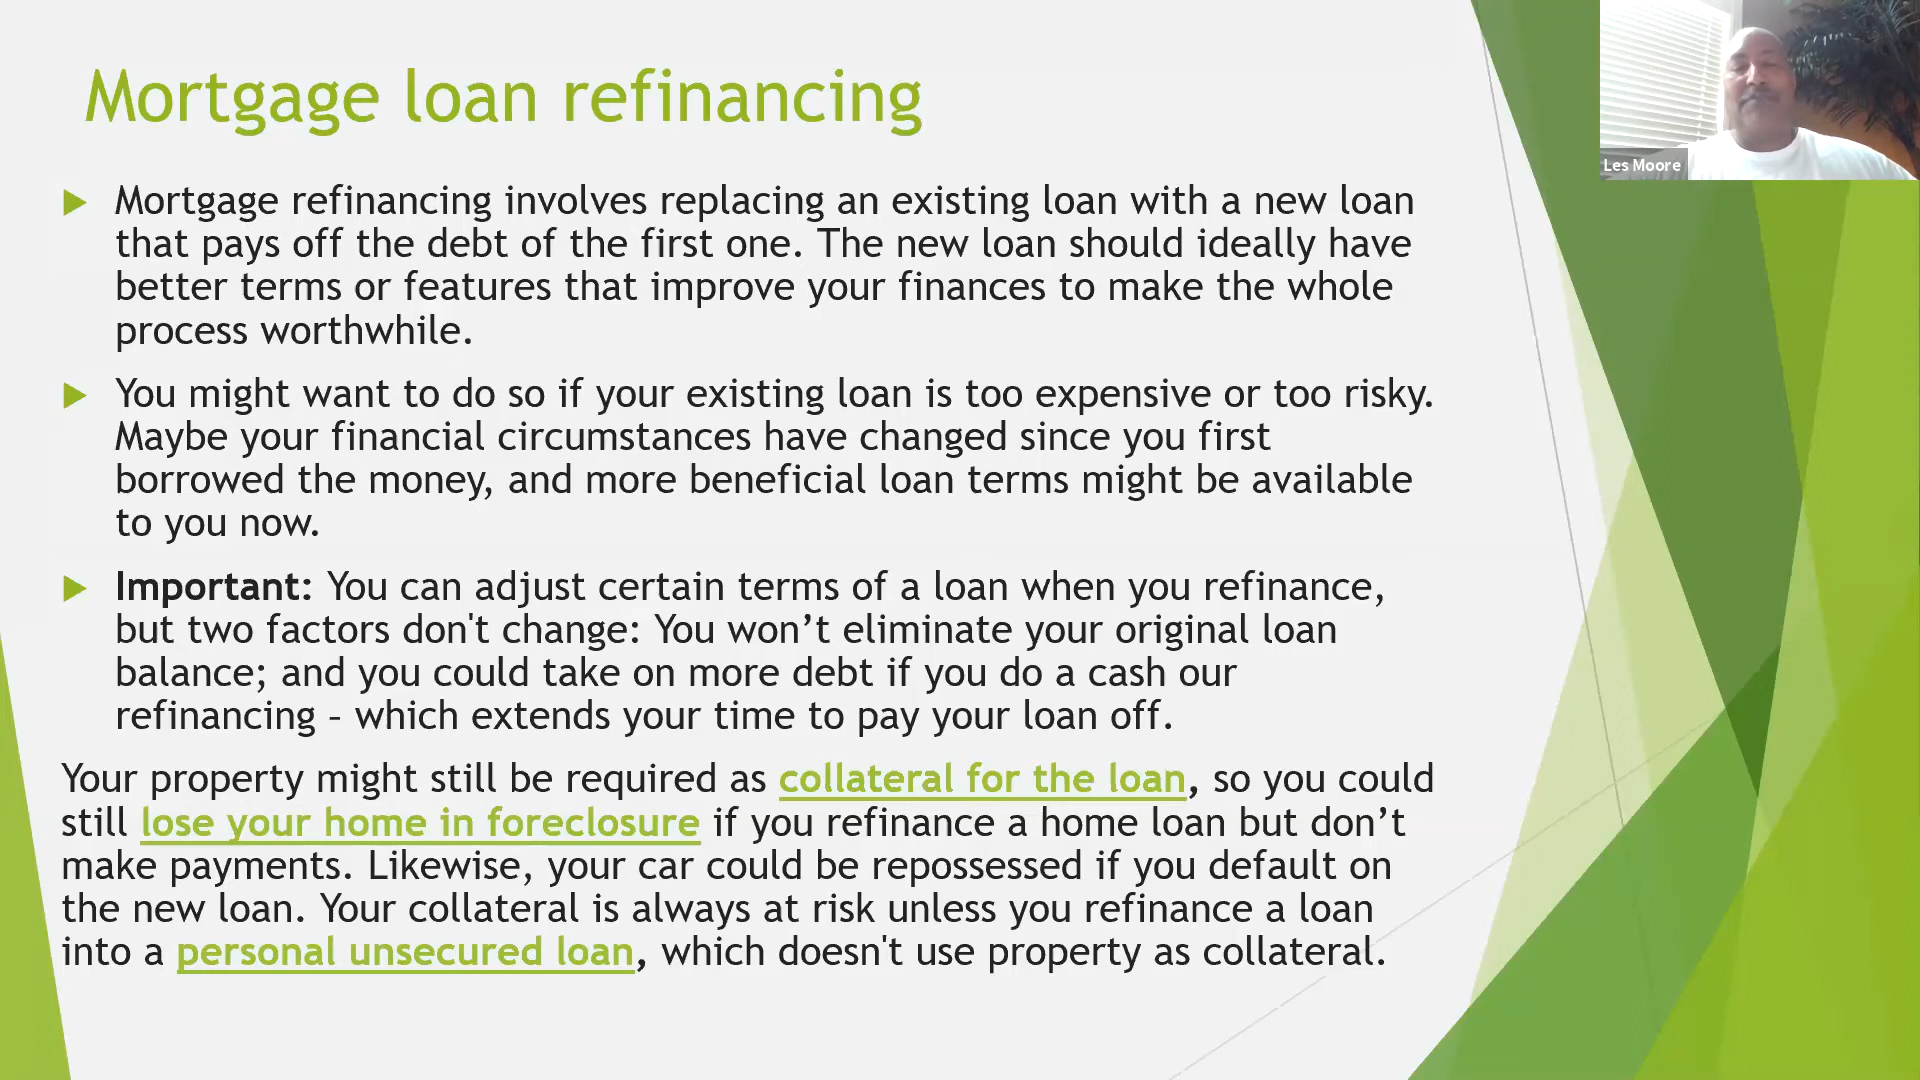 Mortgage loan refinancing
Les Moore
Mortgage refinancing involves replacing an existing loan with a new loan
that pays off the debt of the first one. The new loan should ideally have
better terms or features that improve your finances to make the whole
process worthwhile.
You might want to do so if your existing loan is too expensive or too risky.
Maybe your financial circumstances have changed since you first
borrowed the money, and more beneficial loan terms might be available
to you now.
Important: You can adjust certain terms of a loan when you refinance,
but two factors don't change: You won’t eliminate your original loan
balance; and you could take on more debt if you do a cash our
refinancing – which extends your time to pay your loan off.
Your property might still be required as collateral for the loan, so you could
still lose your home in foreclosure if you refinance a home loan but don’t
make payments. Likewise, your car could be repossessed if you default on
the new loan. Your collateral is always at risk unless you refinance a loan
into a personal unsecured loan, which doesn't use property as collateral.